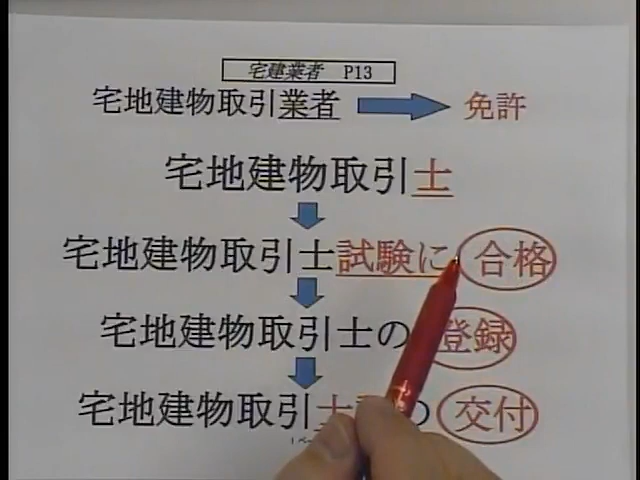 宅建業者 P13
宅地建物取引業者 免許
宅地建物取引士
宅地建物取引士試験に合格
宅地建物取引士の登録
宅地建物取引士 の交付